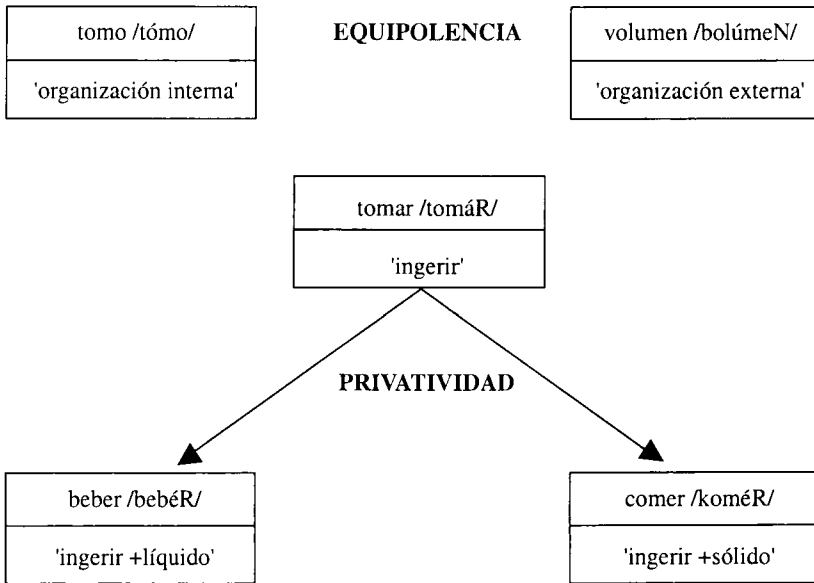 tomo /tómo/
EQUIPOLENCIA
volumen /bolúmeN/
'organización interna'
'organización externa'
tomar /tomáR/
'ingerir'
PRIVATIVIDAD
beber /bebéR/
comer /koméR/
'ingerir +líquido'
'ingerir +sólido'